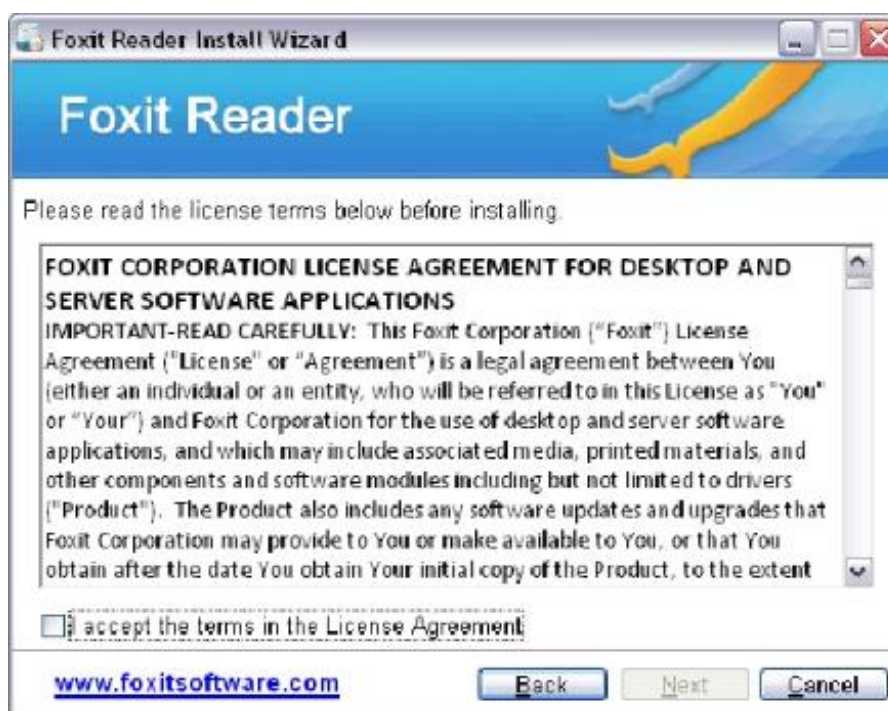 Foxit Reader Install Wizard
Foxit Reader
Please read the license terms below before installing.
FOXIT CORPORATION LICENSE AGREEMENT FOR DESKTOP AND
SERVER SOFTWARE APPLICATIONS
IMPORTANT-READ CAREFULLY:  This Foxit Corporation ("Foxit") License
Agreement ("License" or "Agreement") is a legal agreement between You
(either an individual or an entity, who will be referred to in this License as "You"
or "Your") and Foxit Corporation for the use of desktop and server software
applications, and which may include associated media, printed materials, and
other components and software modules including but not limited to drivers
("Product").  The Product also includes any software updates and upgrades that
Foxit Corporation may provide to You or make available to You, or that You
obtain after the date You obtain Your initial copy of the Product, to the extent
I accept the terms in the License Agreement
www.foxitsoftware.com
Back
Next
Cancel